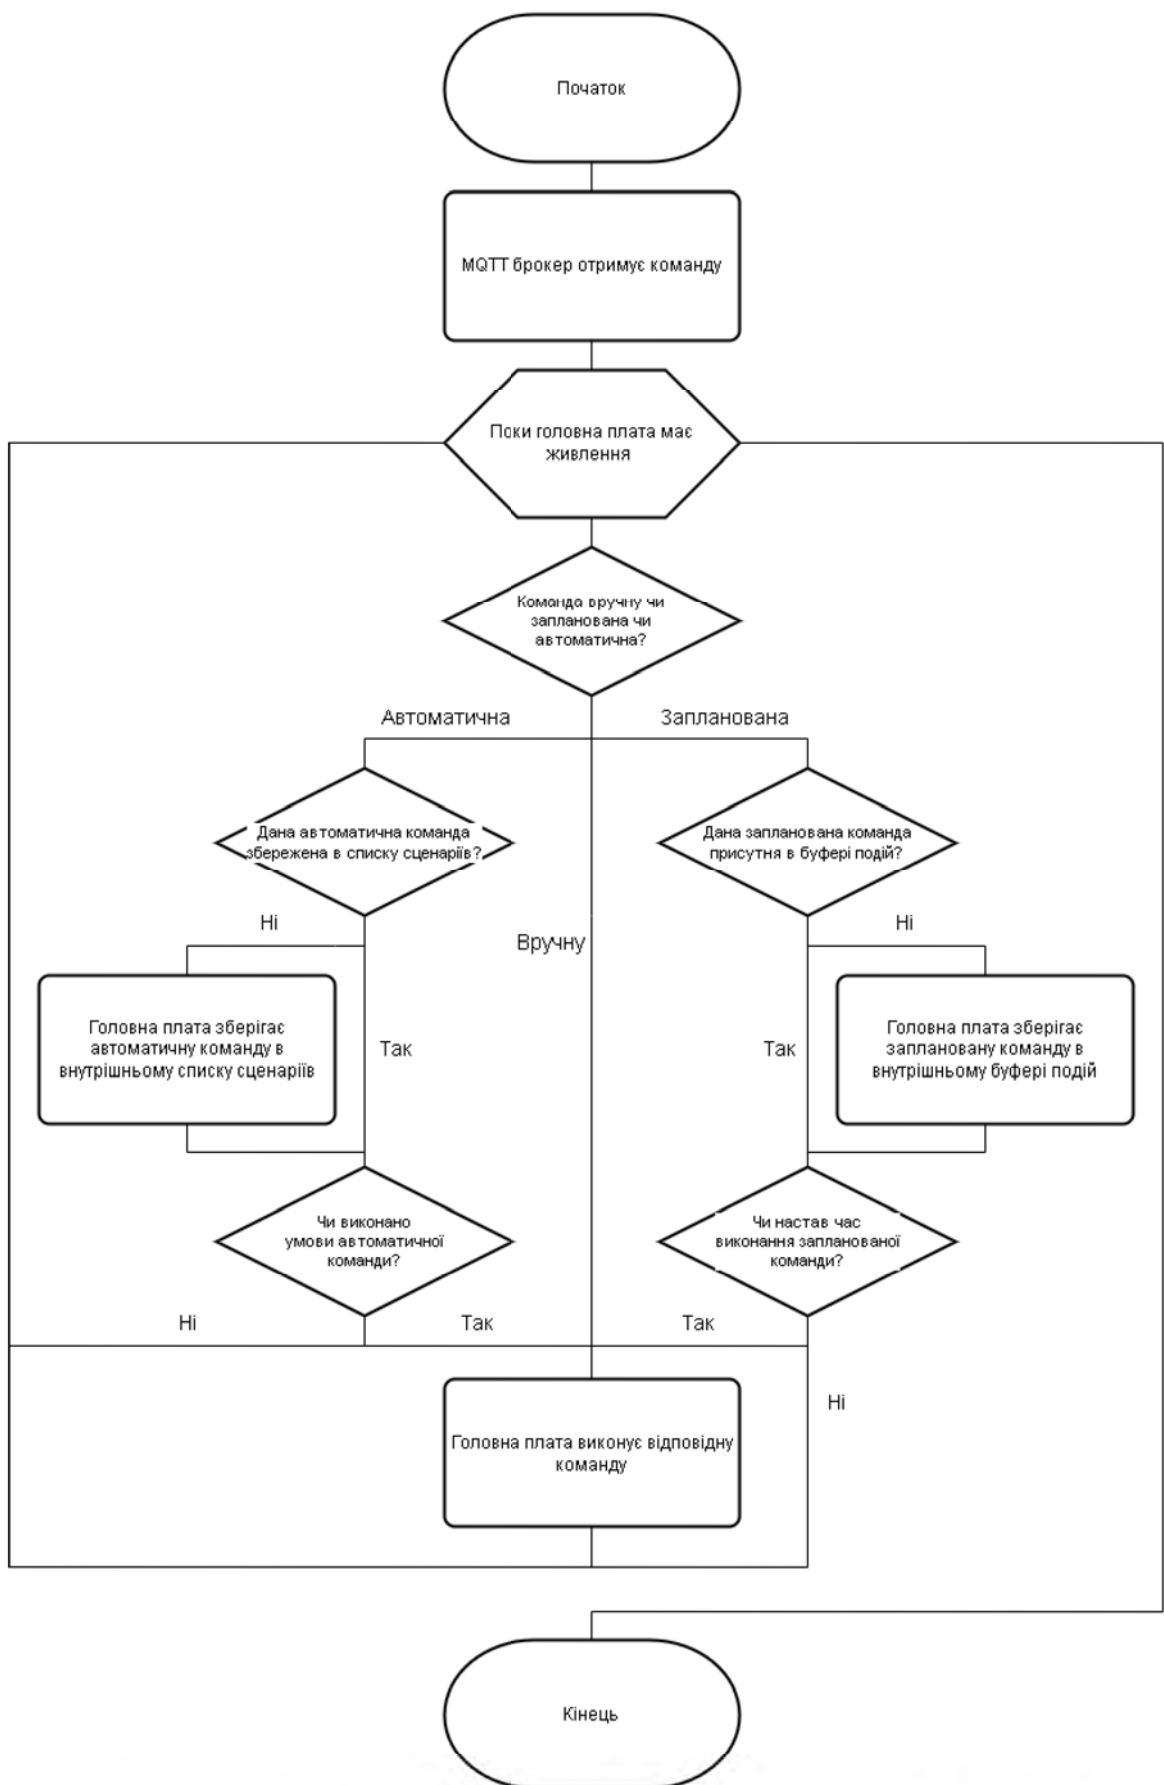 Початок
MQTT брокер отримує команду
Поки головна плата має
живлення
Команда вручну чи
запланована чи
автоматична?
Автоматична
Запланована
Дана автоматична команда
збережена в списку сценаріїв?
Дана запланована команда
присутня в буфері подій?
Ні
Ні
Вручну
Головна плата зберігає
автоматичну команду в
внутрішньому списку сценаріїв
Так
Так
Головна плата зберігає
заплановану команду в
внутрішньому буфері подій
Чи виконано
умови автоматичної
команди?
Чи настав час
виконання запланованої
команди?
Ні
Так
Так
Ні
Головна плата виконує відповідну
команду
Кінець